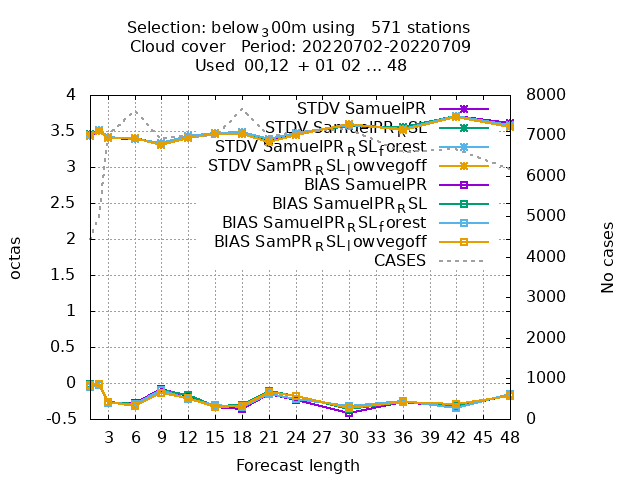 Selection: below₃00m using   571 stations
Cloud cover   Period: 20220702-20220709
Used  00,12  + 01 02 ... 48
STDV SamuelPR
STDV SamuelPR_RSL
STDV SamuelPR_RSL_forest
STDV SamPR_RSL_lowvegoff
BIAS SamuelPR
BIAS SamuelPR_RSL
BIAS SamuelPR_RSL_forest
BIAS SamPR_RSL_lowvegoff
CASES
4 8000
3.5 7000
3 6000
2.5 5000
2 4000
1.5 3000
1 2000
0.5
0 1000
-0.5 0
octas
No cases
3 6 9 12 15 18 21 24 27 30 33 36 39 42 45 48
Forecast length